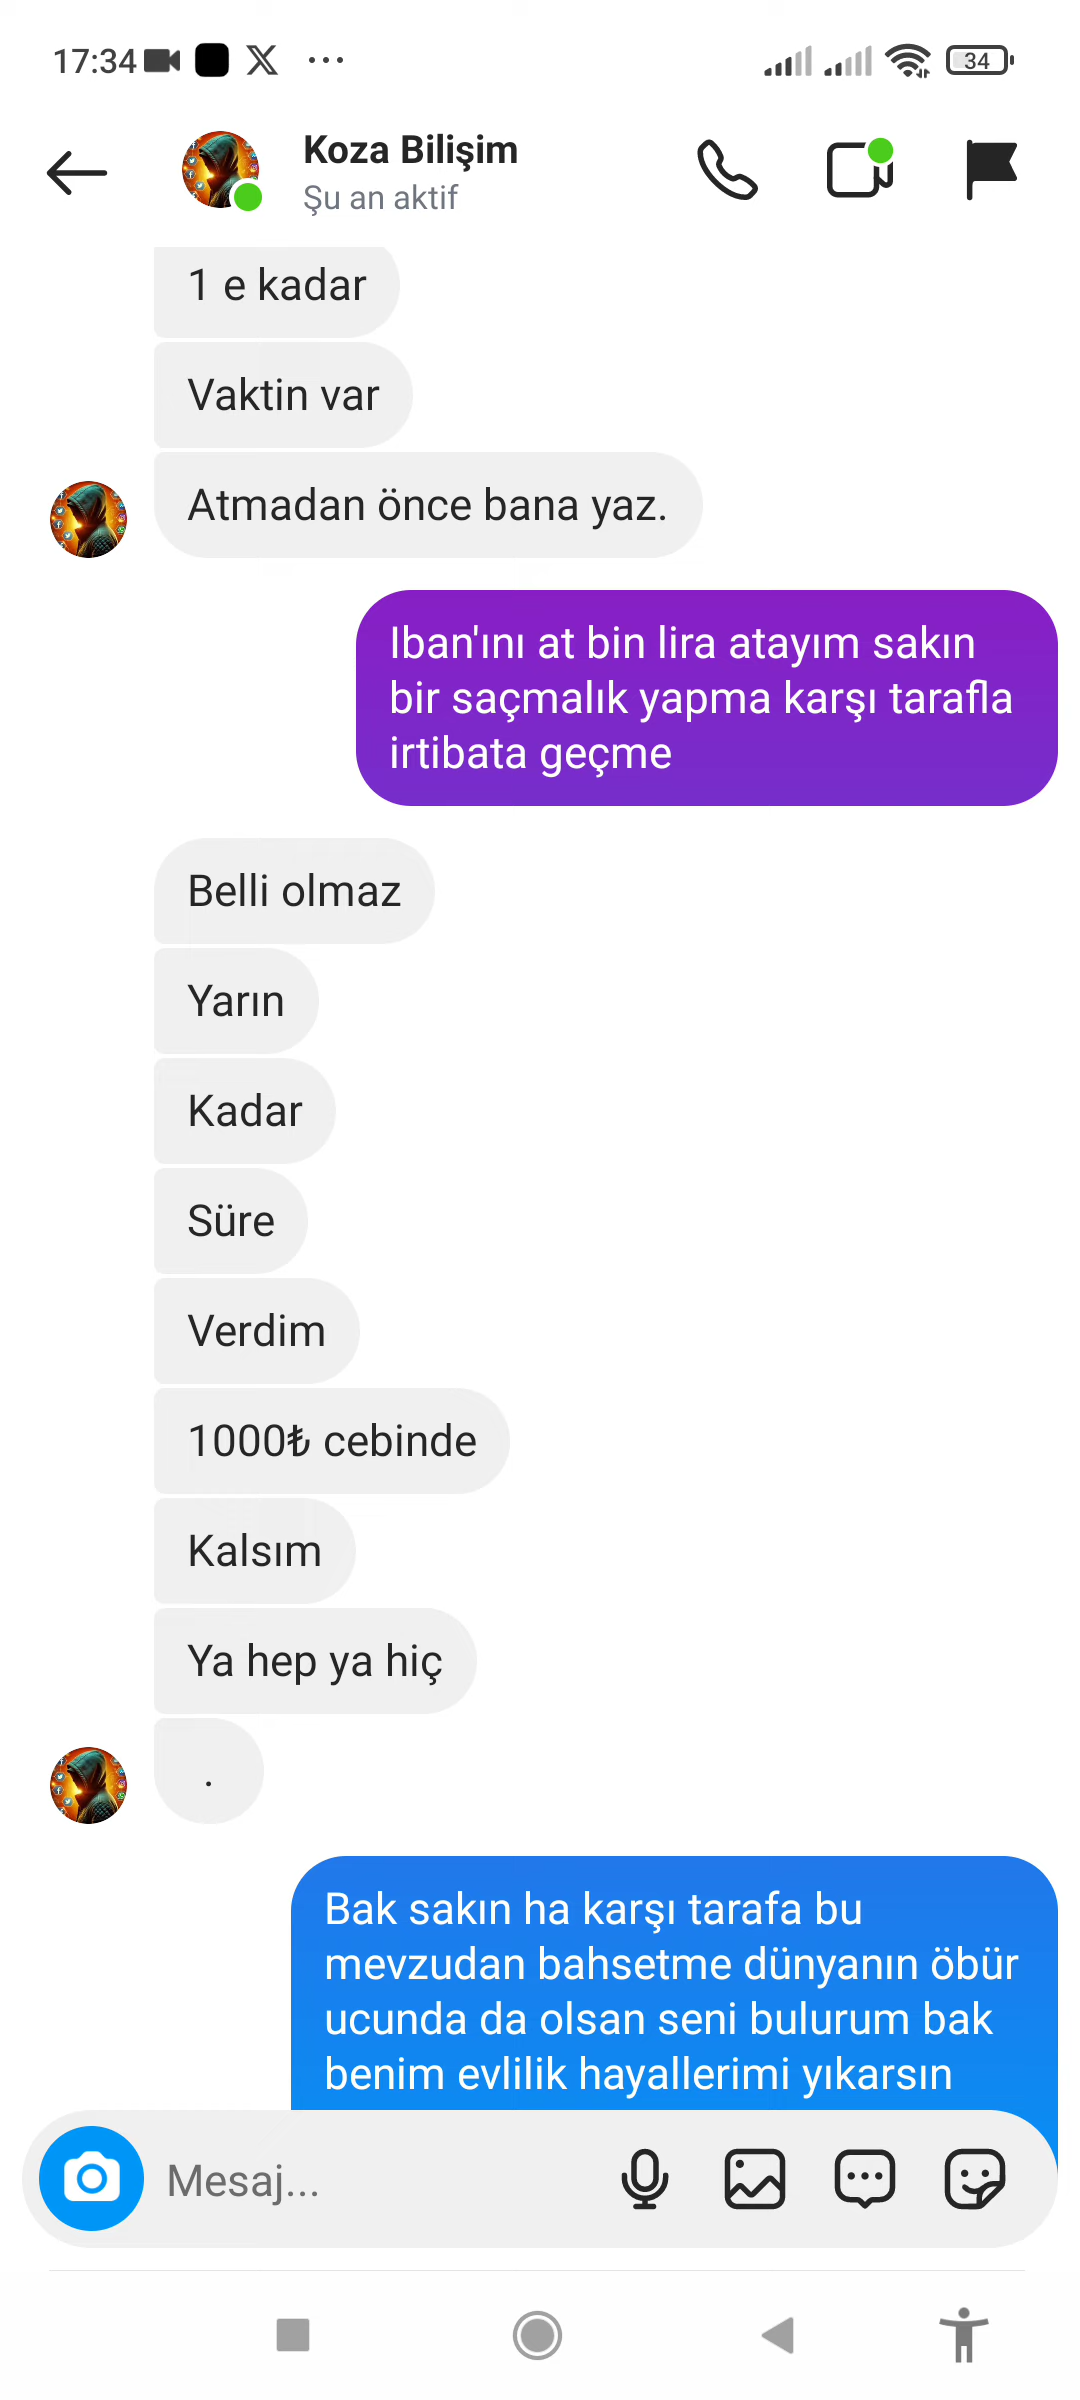 17:34
34
Koza Bilişim
Şu an aktif
1 e kadar
Vaktin var
Atmadan önce bana yaz.
Iban'ını at bin lira atayım sakın
bir saçmalık yapma karşı tarafla
irtibata geçme
Belli olmaz
Yarın
Kadar
Süre
Verdim
1000₺ cebinde
Kalsım
Ya hep ya hiç
.
Bak sakın ha karşı tarafa bu
mevzudan bahsetme dünyanın öbür
ucunda da olsan seni bulurum bak
benim evlilik hayallerimi yıkarsın
Mesaj...